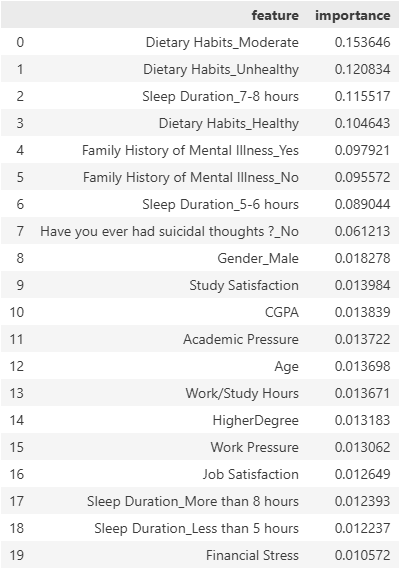 feature importance
0 Dietary Habits_Moderate 0.153646
1 Dietary Habits_Unhealthy 0.120834
2 Sleep Duration_7-8 hours 0.115517
3 Dietary Habits_Healthy 0.104643
4 Family History of Mental Illness_Yes 0.097921
5 Family History of Mental Illness_No 0.095572
6 Sleep Duration_5-6 hours 0.089044
7 Have you ever had suicidal thoughts ?_No 0.061213
8 Gender_Male 0.018278
9 Study Satisfaction 0.013984
10 CGPA 0.013839
11 Academic Pressure 0.013722
12 Age 0.013698
13 Work/Study Hours 0.013671
14 HigherDegree 0.013183
15 Work Pressure 0.013062
16 Job Satisfaction 0.012649
17 Sleep Duration_More than 8 hours 0.012393
18 Sleep Duration_Less than 5 hours 0.012237
19 Financial Stress 0.010572